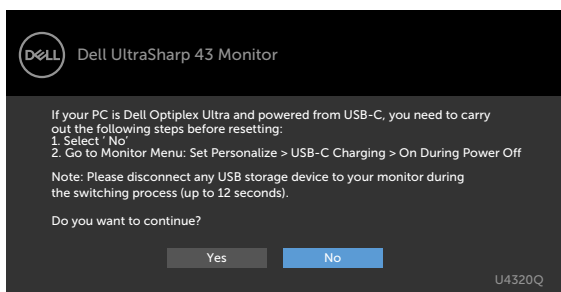 DELL
Dell UltraSharp 43 Monitor
If your PC is Dell Optiplex Ultra and powered from USB-C, you need to carry
out the following steps before resetting:
1. Select ‘ No’
2. Go to Monitor Menu: Set Personalize > USB-C Charging > On During Power Off
Note: Please disconnect any USB storage device to your monitor during
the switching process (up to 12 seconds).
Do you want to continue?
Yes No
U4320Q